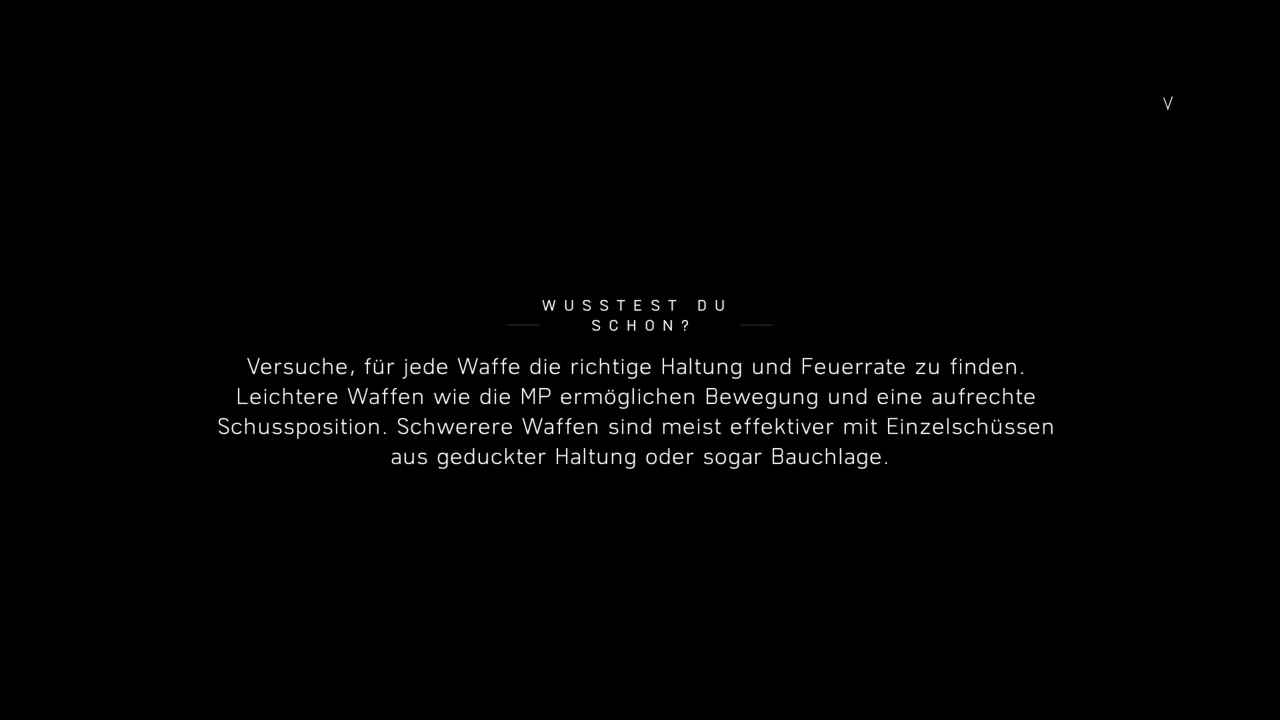 V
WUSSTEST DU
SCHON?
Versuche, für jede Waffe die richtige Haltung und Feuerrate zu finden.
Leichtere Waffen wie die MP ermöglichen Bewegung und eine aufrechte
Schussposition. Schwerere Waffen sind meist effektiver mit Einzelschüssen
aus geduckter Haltung oder sogar Bauchlage.